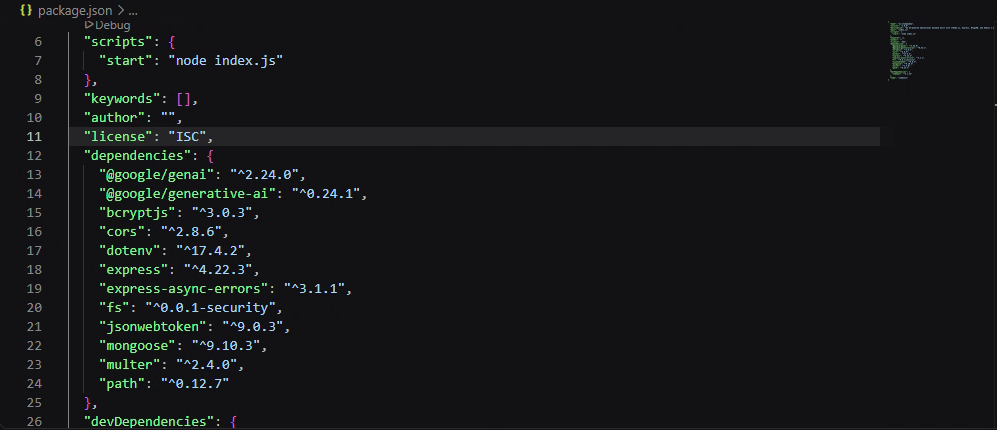 {} package.json > ...
Debug
6 "scripts": {
7 "start": "node index.js"
8 },
9 "keywords": [],
10 "author": "",
11 "license": "ISC",
12 "dependencies": {
13 "@google/genai": "^2.24.0",
14 "@google/generative-ai": "^0.24.1",
15 "bcryptjs": "^3.0.3",
16 "cors": "^2.8.6",
17 "dotenv": "^17.4.2",
18 "express": "^4.22.3",
19 "express-async-errors": "^3.1.1",
20 "fs": "^0.0.1-security",
21 "jsonwebtoken": "^9.0.3",
22 "mongoose": "^9.10.3",
23 "multer": "^2.4.0",
24 "path": "^0.12.7"
25 },
26 "devDependencies": {